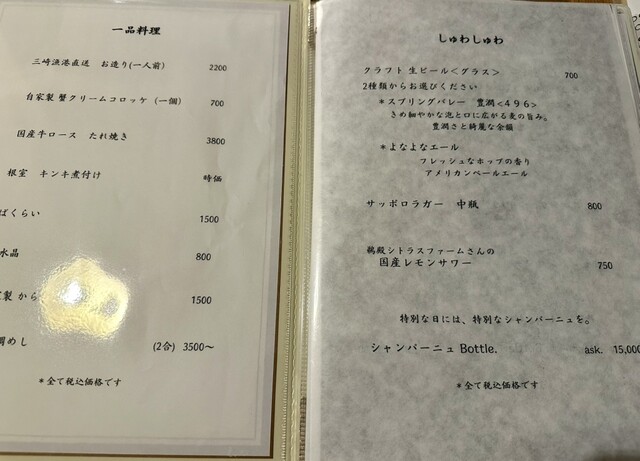 一品料理
三崎漁港直送 お造り(一人前) 2200
自家製 蟹クリームコロッケ (一個) 700
国産牛ロース たれ焼き 3800
根室 キンキ煮付け 時価
ばくらい 1500
水晶 800
製 から 1500
鯛めし (2合) 3500〜
*全て税込価格です
しゅわしゅわ
クラフト 生ビール<グラス> 700
2種類からお選びください
*スプリングバレー 豊潤<496>
きめ細やかな泡と口に広がる麦の旨み。
豊潤さと綺麗な余韻
*よなよなエール
フレッシュなホップの香り
アメリカンペールエール
サッポロラガー 中瓶 800
鵜殿シトラスファームさんの
国産レモンサワー 750
特別な日には、特別なシャンパーニュを。
シャンパーニュ Bottle. ask. 15,000
*全て税込価格です